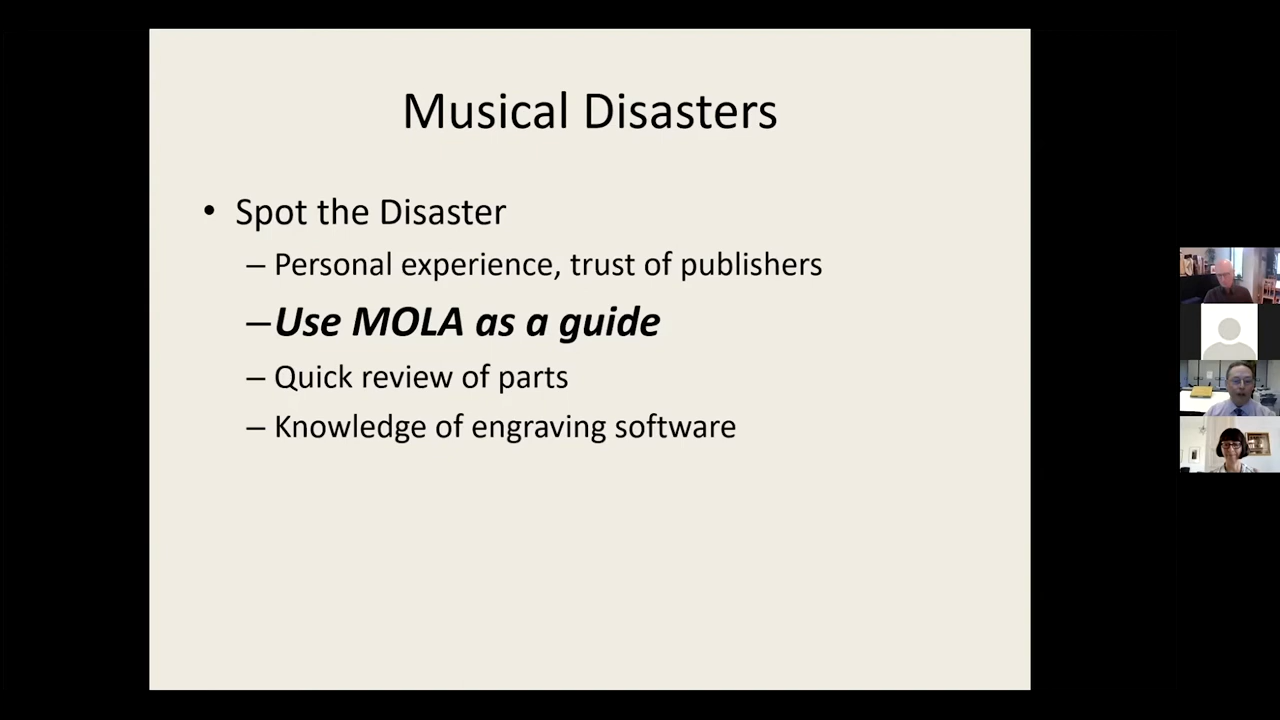 Musical Disasters
• Spot the Disaster
– Personal experience, trust of publishers
–Use MOLA as a guide
– Quick review of parts
– Knowledge of engraving software